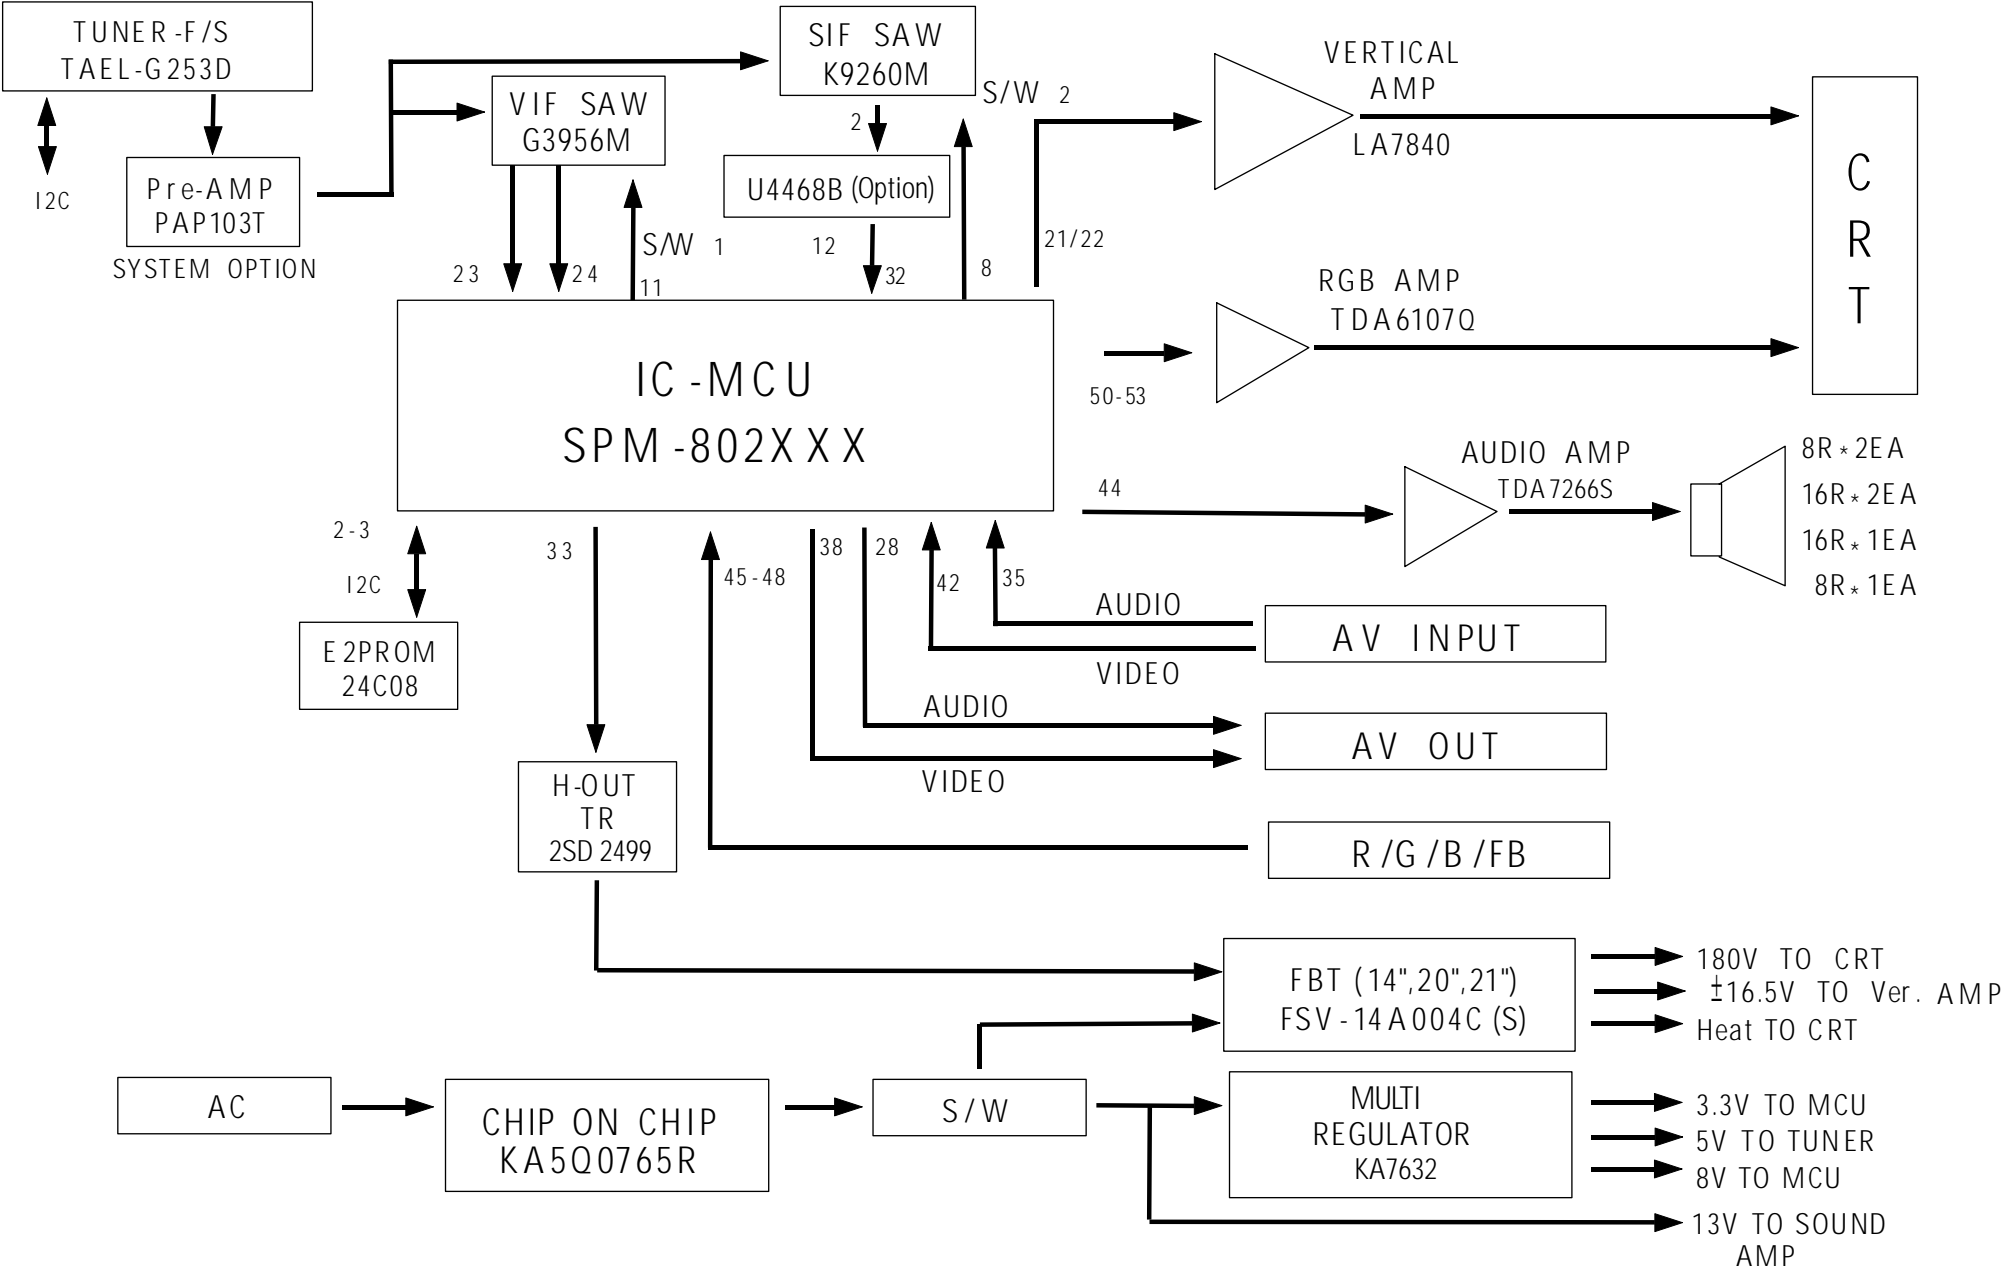 TUNER-F/S
TAEL-G253D
I2C
Pre-AMP
PAP103T
SYSTEM OPTION
VIF SAW
G3956M
SIF SAW
K9260M
S/W 2
2
U4468B (Option)
S/W 1
12
23
24
11
32
8
21/22
VERTICAL
AMP
LA7840
RGB AMP
TDA6107Q
50-53
C
R
T
IC-MCU
SPM-802XXX
44
AUDIO AMP
TDA7266S
8R*2EA
16R*2EA
16R*1EA
8R*1EA
2-3
I2C
E2PROM
24C08
33
45-48
38
28
42
35
AUDIO
VIDEO
AV INPUT
AUDIO
VIDEO
AV OUT
H-OUT
TR
2SD2499
R/G/B/FB
FBT (14",20",21")
FSV-14A004C(S)
180V TO CRT
±16.5V TO Ver. AMP
Heat TO CRT
AC
CHIP ON CHIP
KA5Q0765R
S/W
MULTI
REGULATOR
KA7632
3.3V TO MCU
5V TO TUNER
8V TO MCU
13V TO SOUND
AMP